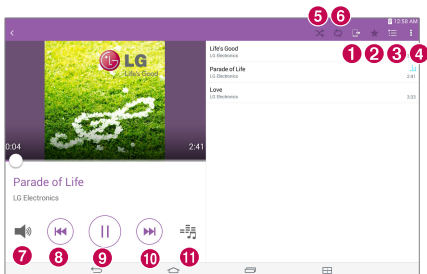 5 6
12:58 AM
1 2 3 4
LG
Life's Good
Life's Good
LG Electronics
Parade of Life
LG Electronics
2:41
Love
LG Electronics
3:03
0:04
2:41
Parade of Life
LG Electronics
7 8 9 10 11